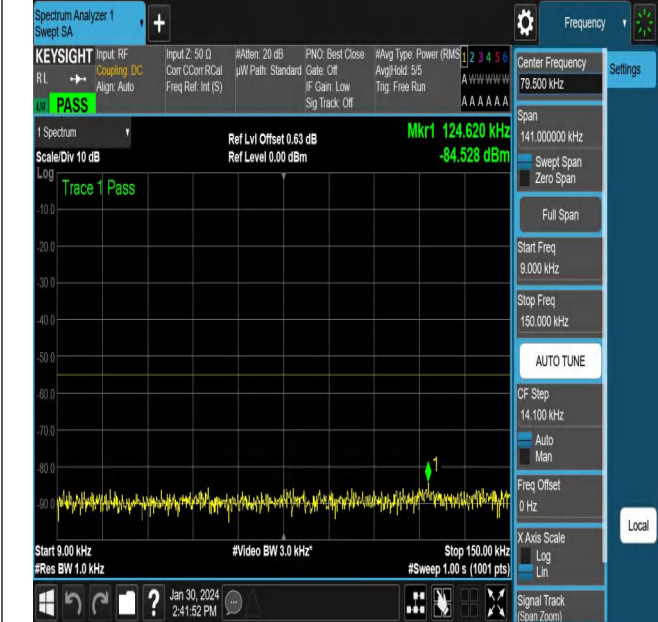 Spectrum Analyzer 1
Swept SA
+
Frequency
KEYSIGHT
RL
Input: RF
Coupling: DC
Align: Auto
Input Z: 50 Ω
Corr CCorr RCal
Freq Ref: Int (S)
#Atten: 20 dB
µW Path: Standard
PNO: Best Close
Gate: Off
IF Gain: Low
Sig Track: Off
#Avg Type: Power (RMS
Avg|Hold: 5/5
Trig: Free Run
1 2 3 4 5 6
A W W W W W
A A A A A A
PASS
1 Spectrum
Scale/Div 10 dB
Ref Lvl Offset 0.63 dB
Ref Level 0.00 dBm
Mkr1 124.620 kHz
-84.528 dBm
Log
Trace 1 Pass
-10.0
-20.0
-30.0
-40.0
-50.0
-60.0
-70.0
-80.0
-90.0
1
Start 9.00 kHz
#Res BW 1.0 kHz
#Video BW 3.0 kHz*
Stop 150.00 kHz
#Sweep 1.00 s (1001 pts)
?
Jan 30, 2024
2:41:52 PM
Settings
Center Frequency
79.500 kHz
Span
141.000000 kHz
Swept Span
Zero Span
Full Span
Start Freq
9.000 kHz
Stop Freq
150.000 kHz
AUTO TUNE
CF Step
14.100 kHz
Auto
Man
Freq Offset
0 Hz
X Axis Scale
Log
Lin
Signal Track
(Span Zoom)
Local